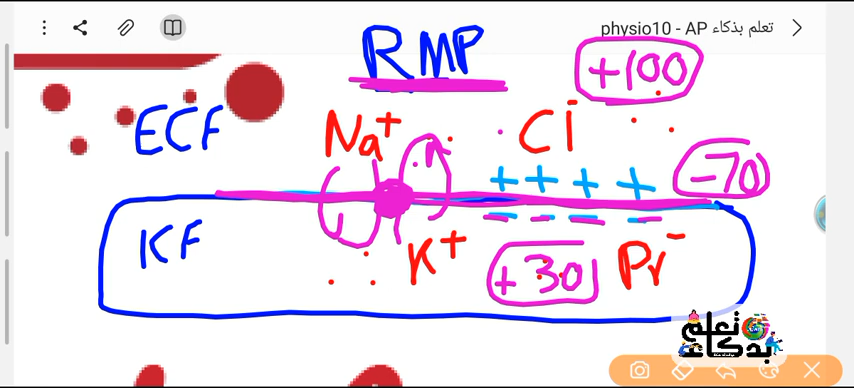 physio10 - AP تعلم بذكاء
RMP
+100
ECF
Na+
Cl-
++++
-70
----
KF
K+
+30
Pr-
تعلم
بذكاء